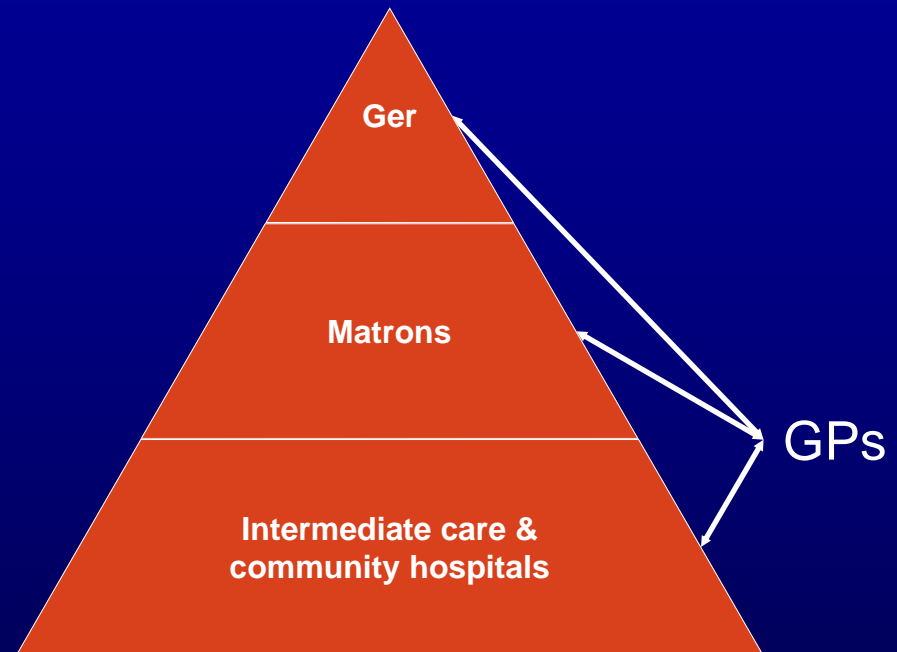 Ger
Matrons
GPs
Intermediate care &
community hospitals